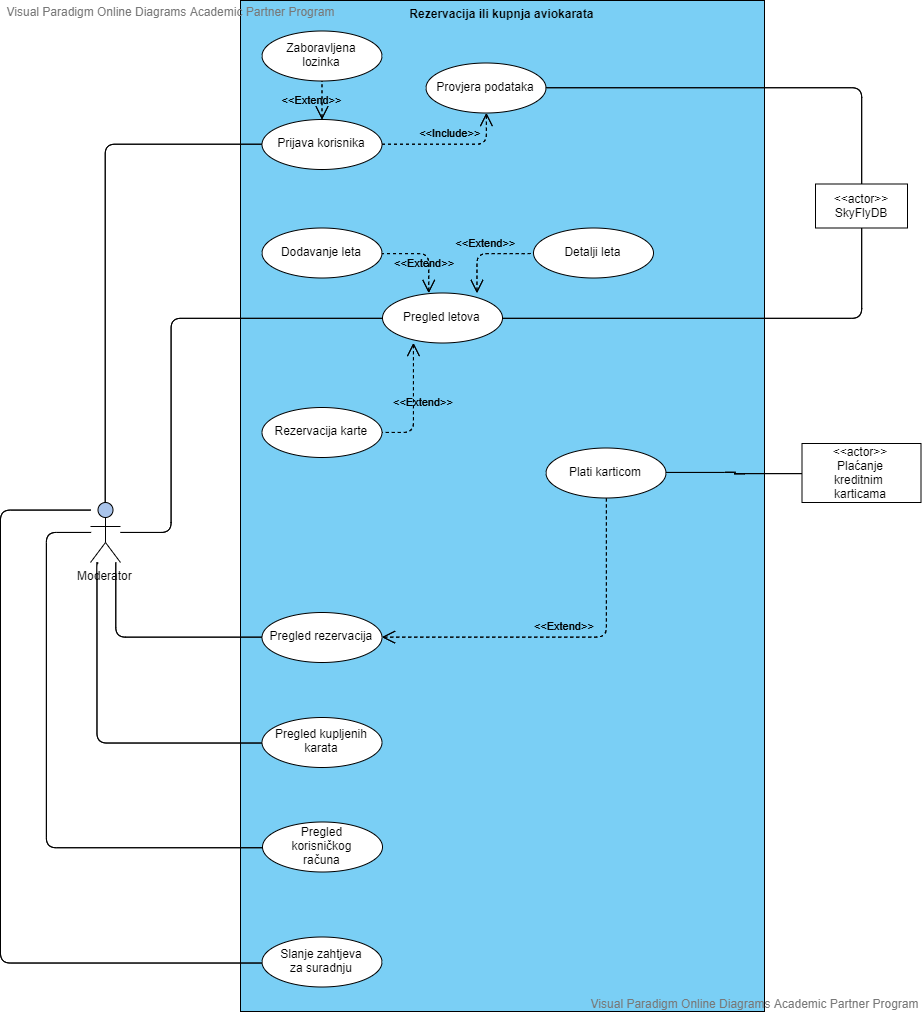 Visual Paradigm Online Diagrams Academic Partner Program
Rezervacija ili kupnja aviokarata
Zaboravljena
lozinka
Provjera podataka
<<Extend>>
<<Include>>
Prijava korisnika
<<actor>>
SkyFlyDB
Dodavanje leta
<<Extend>>
Detalji leta
<<Extend>>
Pregled letova
<<Extend>>
Rezervacija karte
Plati karticom
<<actor>>
Plaćanje
kreditnim
karticama
Moderator
<<Extend>>
Pregled rezervacija
Pregled kupljenih
karata
Pregled
korisničkog
računa
Slanje zahtjeva
za suradnju
Visual Paradigm Online Diagrams Academic Partner Program